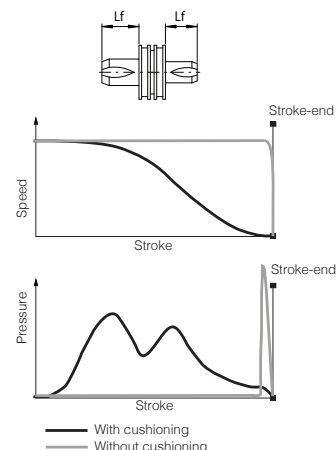 Lf Lf
Stroke-end
Speed
Stroke
Stroke-end
Pressure
Stroke
With cushioning
Without cushioning